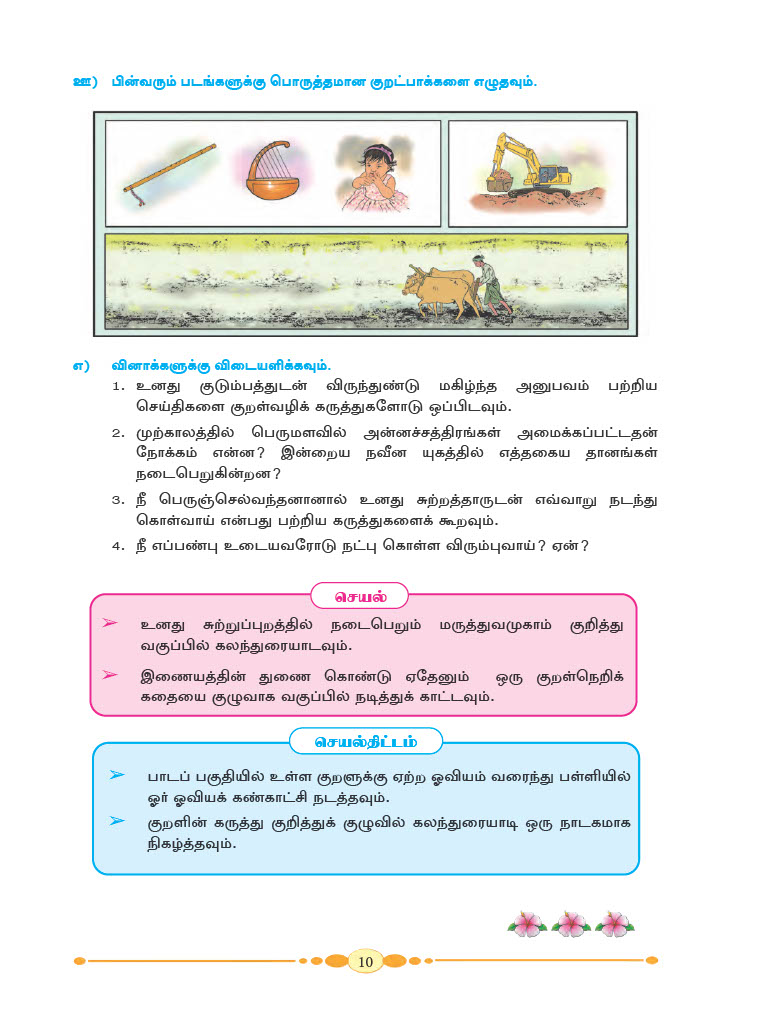 ஊ) பின்வரும் படங்களுக்கு பொருத்தமான குறட்பாக்களை எழுதவும்.
எ) வினாக்களுக்கு விடையளிக்கவும்.
1. உனது குடும்பத்துடன் விருந்துண்டு மகிழ்ந்த அனுபவம் பற்றிய
செய்திகளை குறள்வழிக் கருத்துகளோடு ஒப்பிடவும்.
2. முற்காலத்தில் பெருமளவில் அன்னச்சத்திரங்கள் அமைக்கப்பட்டதன்
நோக்கம் என்ன? இன்றைய நவீன யுகத்தில் எத்தகைய தானங்கள்
நடைபெறுகின்றன?
3. நீ பெருஞ்செல்வந்தனானால் உனது சுற்றத்தாருடன் எவ்வாறு நடந்து
கொள்வாய் என்பது பற்றிய கருத்துகளைக் கூறவும்.
4. நீ எப்பண்பு உடையவரோடு நட்பு கொள்ள விரும்புவாய்? ஏன்?
செயல்
➢ உனது சுற்றுப்புறத்தில் நடைபெறும் மருத்துவமுகாம் குறித்து
வகுப்பில் கலந்துரையாடவும்.
➢ இணையத்தின் துணை கொண்டு ஏதேனும் ஒரு குறள்நெறிக்
கதையை குழுவாக வகுப்பில் நடித்துக் காட்டவும்.
செயல்திட்டம்
➢ பாடப் பகுதியில் உள்ள குறளுக்கு ஏற்ற ஓவியம் வரைந்து பள்ளியில்
ஓர் ஓவியக் கண்காட்சி நடத்தவும்.
➢ குறளின் கருத்து குறித்துக் குழுவில் கலந்துரையாடி ஒரு நாடகமாக
நிகழ்த்தவும்.
10